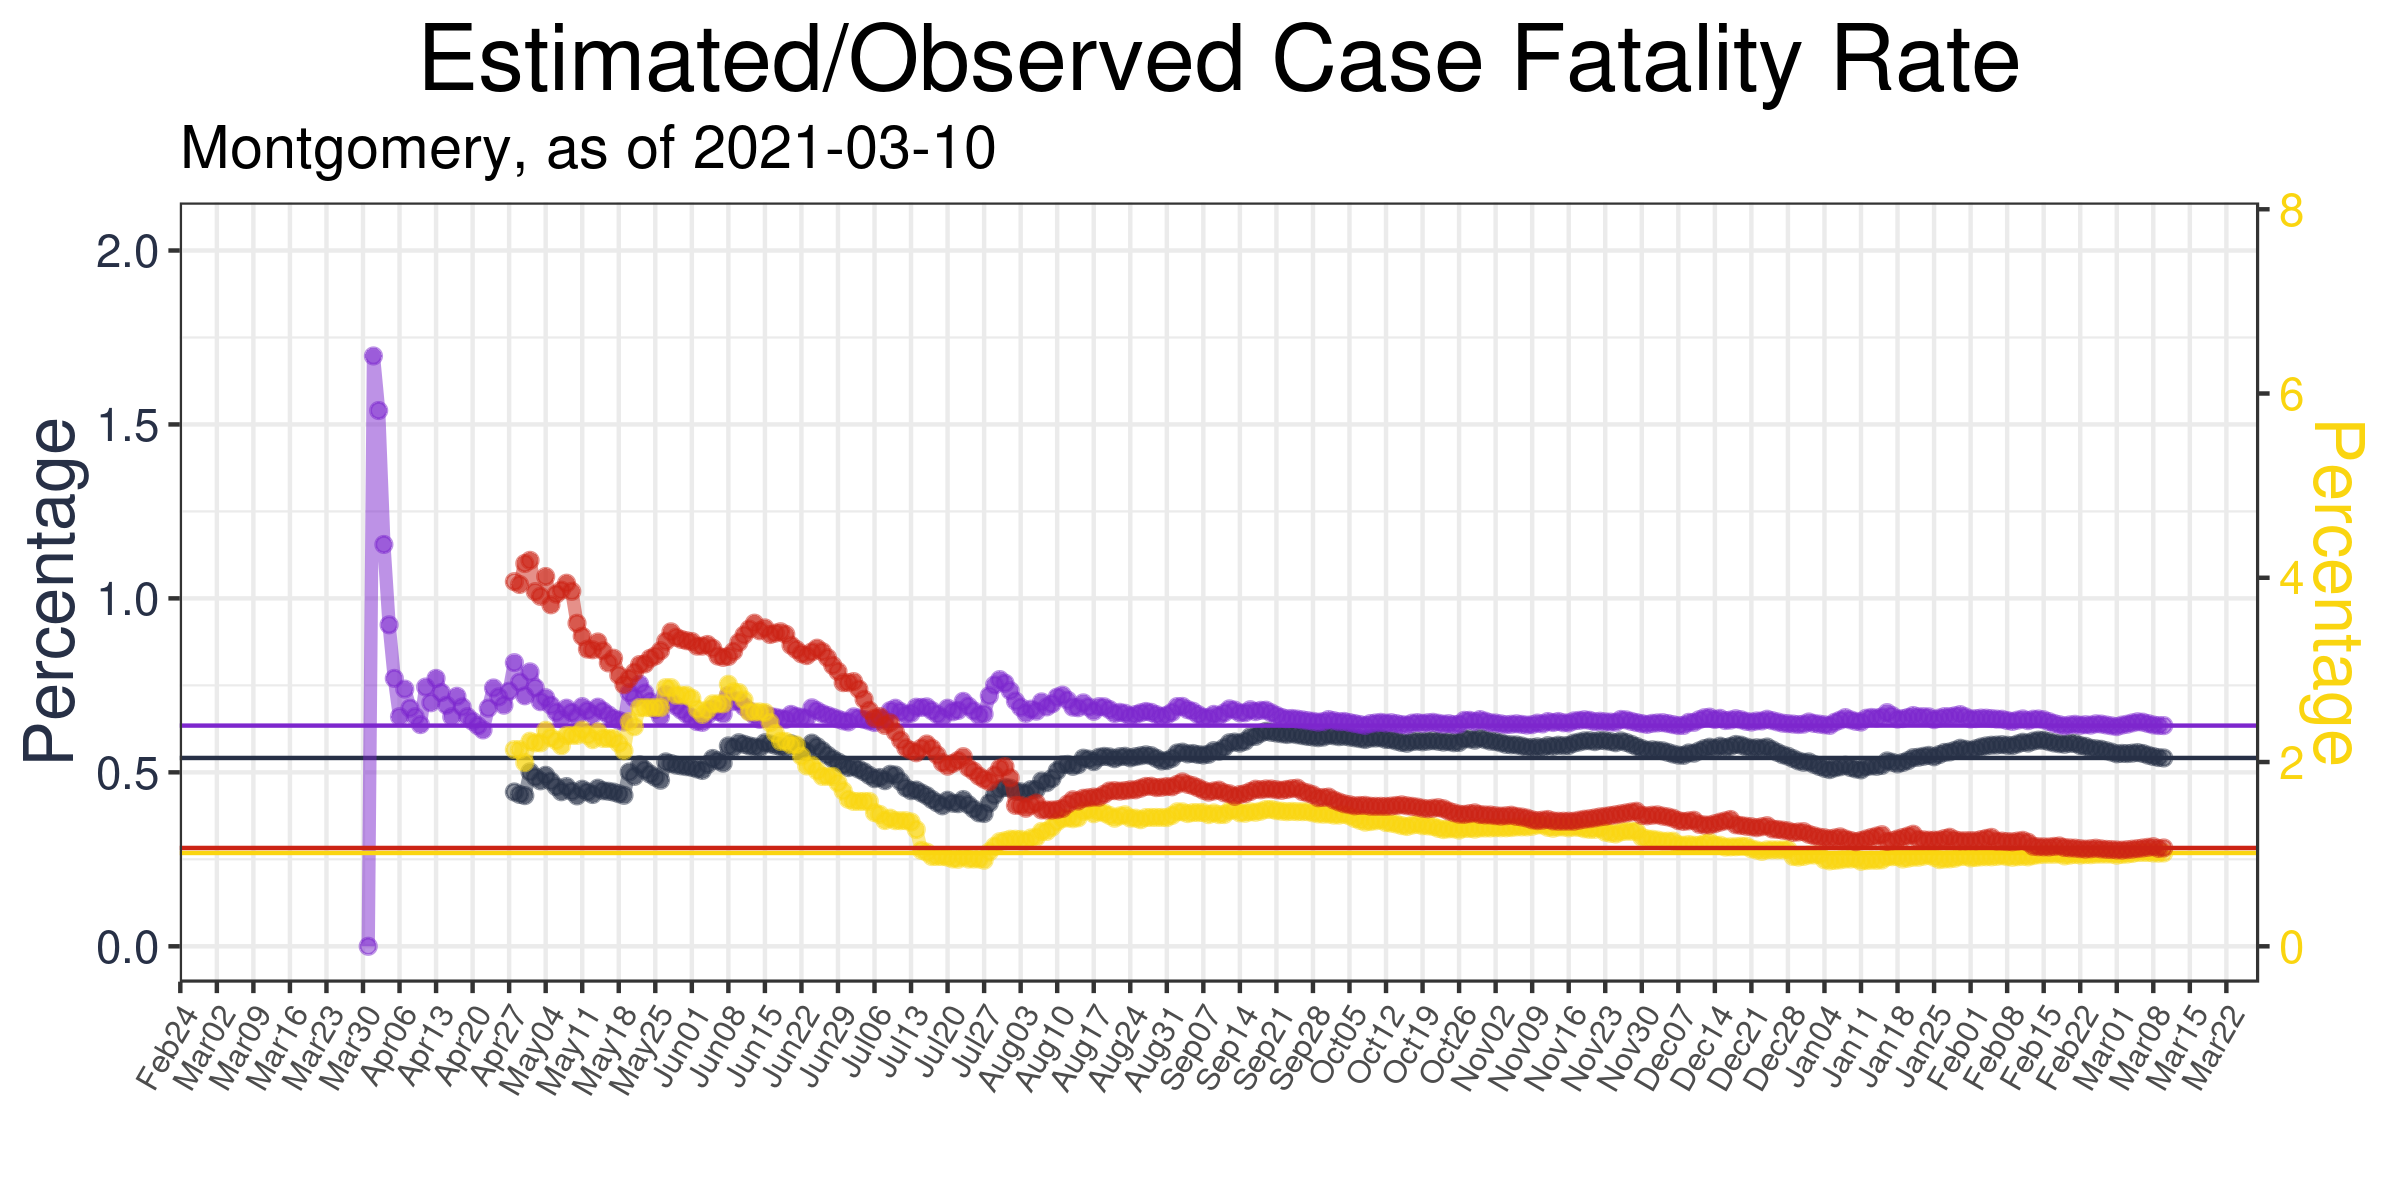 Estimated/Observed Case Fatality Rate
Montgomery, as of 2021-03-10
Percentage
2.0
1.5
1.0
0.5
0.0
8
6
4
2
0
Percentage
Feb24 Mar02 Mar09 Mar16 Mar23 Mar30 Apr06 Apr13 Apr20 Apr27 May04 May11 May18 May25 Jun01 Jun08 Jun15 Jun22 Jun29 Jul06 Jul13 Jul20 Jul27 Aug03 Aug10 Aug17 Aug24 Aug31 Sep07 Sep14 Sep21 Sep28 Oct05 Oct12 Oct19 Oct26 Nov02 Nov09 Nov16 Nov23 Nov30 Dec07 Dec14 Dec21 Dec28 Jan04 Jan11 Jan18 Jan25 Feb01 Feb08 Feb15 Feb22 Mar01 Mar08 Mar15 Mar22